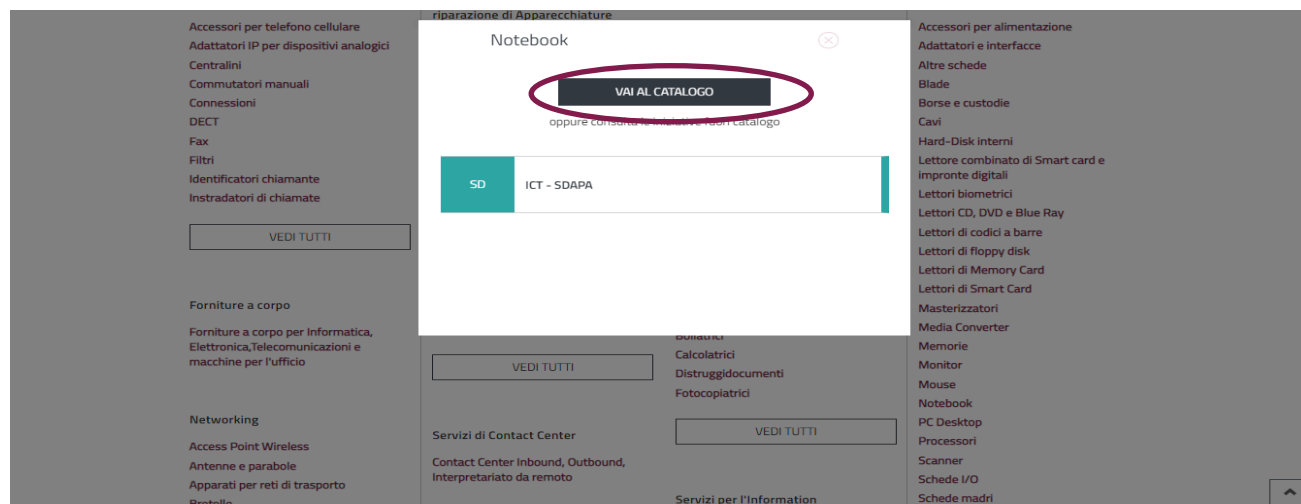 Accessori per telefono cellulare
Adattatori IP per dispositivi analogici
Centralini
Commutatori manuali
Connessioni
DECT
Fax
Filtri
Identificatori chiamante
Instradatori di chiamate
VEDI TUTTI
Forniture a corpo
Forniture a corpo per Informatica,
Elettronica,Telecomunicazioni e
macchine per l'ufficio
Networking
Access Point Wireless
Antenne e parabole
Apparati per reti di trasporto
riparazione di Apparecchiature
Notebook
VAI AL CATALOGO
oppure consulta le iniziative fuori catalogo
SD
ICT - SDAPA
VEDI TUTTI
Servizi di Contact Center
Contact Center Inbound, Outbound,
Interpretariato da remoto
Bollatrici
Calcolatrici
Distruggidocumenti
Fotocopiatrici
VEDI TUTTI
Servizi per l'Information
Accessori per alimentazione
Adattatori e interfacce
Altre schede
Blade
Borse e custodie
Cavi
Hard-Disk interni
Lettore combinato di Smart card e
impronte digitali
Lettori biometrici
Lettori CD, DVD e Blue Ray
Lettori di codici a barre
Lettori di floppy disk
Lettori di Memory Card
Lettori di Smart Card
Masterizzatori
Media Converter
Memorie
Monitor
Mouse
Notebook
PC Desktop
Processori
Scanner
Schede I/O
Schede madri